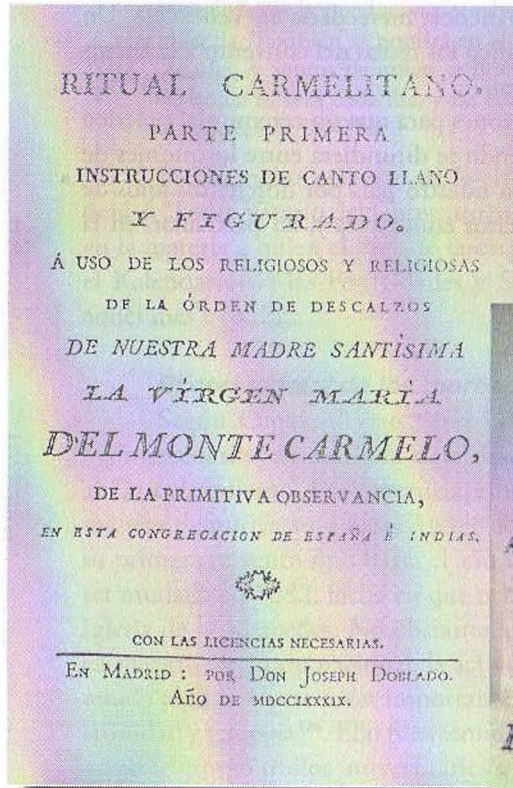 RITUAL CARMELITANO.
PARTE PRIMERA
INSTRUCCIONES DE CANTO LLANO
Y FIGURADO.
Á USO DE LOS RELIGIOSOS Y RELIGIOSAS
DE LA ÓRDEN DE DESCALZOS
DE NUESTRA MADRE SANTÌSIMA
LA VÍRGEN MARÌA
DEL MONTE CARMELO,
DE LA PRIMITIVA OBSERVANCIA,
EN ESTA CONGREGACION DE ESPAÑA É INDIAS.
CON LAS LICENCIAS NECESARIAS.
EN MADRID : POR DON JOSEPH DOBLADO.
AÑO DE MDCCLXXXIX.